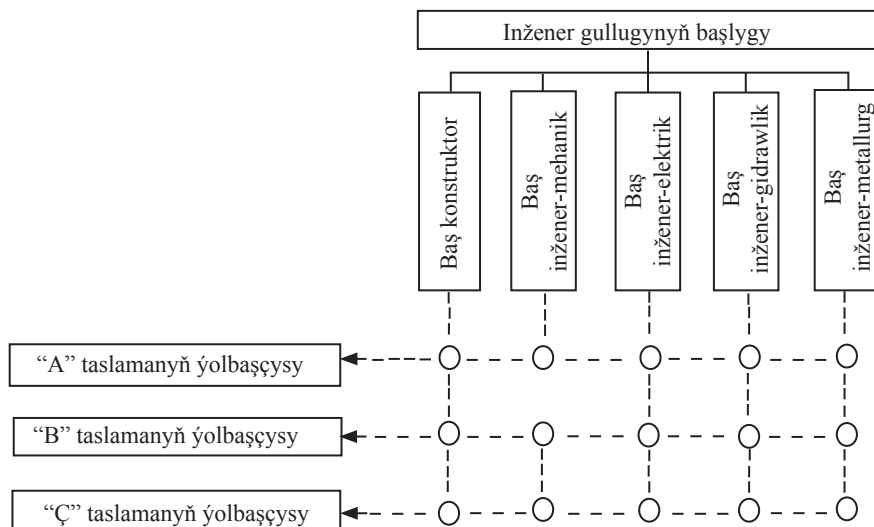 Inžener gullugynyň başlygy
Baş konstruktor
Baş
inžener-mehanik
Baş
inžener-elektrik
Baş
inžener-gidrawlik
Baş
inžener-metallurg
“A” taslamanyň ýolbaşçysy
“B” taslamanyň ýolbaşçysy
“Ç” taslamanyň ýolbaşçysy